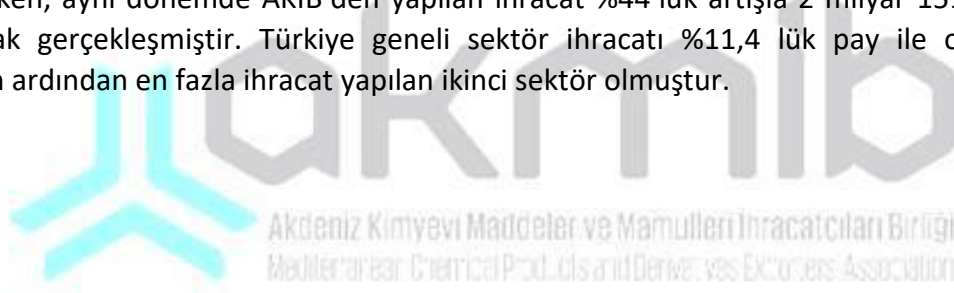 ken, aynı dönemde AKİB'den yapılan ihracat %44'lük artışla 2 milyar
ak gerçekleşmiştir. Türkiye geneli sektör ihracatı %11,4 lük pay ile
ardından en fazla ihracat yapılan ikinci sektör olmuştur.
akmib
Akdeniz Kimyevi Maddeler ve Mamulleri İhracatçıları Birliği
Mediterranean Chemical Products and Derivatives Exporters Association